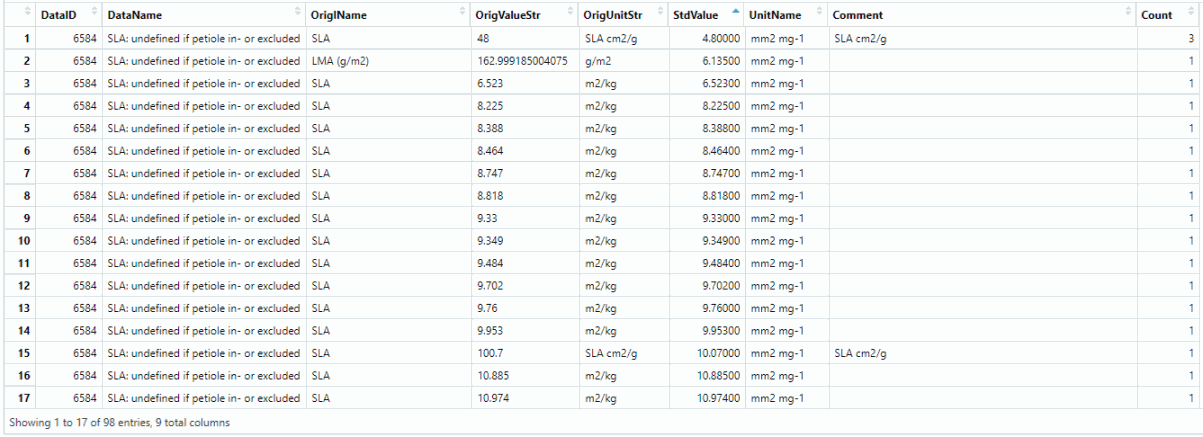 DataID DataName OrigIName OrigValueStr OrigUnitStr StdValue UnitName Comment Count
1 6584 SLA: undefined if petiole in- or excluded SLA 48 SLA cm2/g 4.80000 mm2 mg-1 SLA cm2/g 3
2 6584 SLA: undefined if petiole in- or excluded LMA (g/m2) 162.999185004075 g/m2 6.13500 mm2 mg-1 1
3 6584 SLA: undefined if petiole in- or excluded SLA 6.523 m2/kg 6.52300 mm2 mg-1 1
4 6584 SLA: undefined if petiole in- or excluded SLA 8.225 m2/kg 8.22500 mm2 mg-1 1
5 6584 SLA: undefined if petiole in- or excluded SLA 8.388 m2/kg 8.38800 mm2 mg-1 1
6 6584 SLA: undefined if petiole in- or excluded SLA 8.464 m2/kg 8.46400 mm2 mg-1 1
7 6584 SLA: undefined if petiole in- or excluded SLA 8.747 m2/kg 8.74700 mm2 mg-1 1
8 6584 SLA: undefined if petiole in- or excluded SLA 8.818 m2/kg 8.81800 mm2 mg-1 1
9 6584 SLA: undefined if petiole in- or excluded SLA 9.33 m2/kg 9.33000 mm2 mg-1 1
10 6584 SLA: undefined if petiole in- or excluded SLA 9.349 m2/kg 9.34900 mm2 mg-1 1
11 6584 SLA: undefined if petiole in- or excluded SLA 9.484 m2/kg 9.48400 mm2 mg-1 1
12 6584 SLA: undefined if petiole in- or excluded SLA 9.702 m2/kg 9.70200 mm2 mg-1 1
13 6584 SLA: undefined if petiole in- or excluded SLA 9.76 m2/kg 9.76000 mm2 mg-1 1
14 6584 SLA: undefined if petiole in- or excluded SLA 9.953 m2/kg 9.95300 mm2 mg-1 1
15 6584 SLA: undefined if petiole in- or excluded SLA 100.7 SLA cm2/g 10.07000 mm2 mg-1 SLA cm2/g 1
16 6584 SLA: undefined if petiole in- or excluded SLA 10.885 m2/kg 10.88500 mm2 mg-1 1
17 6584 SLA: undefined if petiole in- or excluded SLA 10.974 m2/kg 10.97400 mm2 mg-1 1
Showing 1 to 17 of 98 entries, 9 total columns